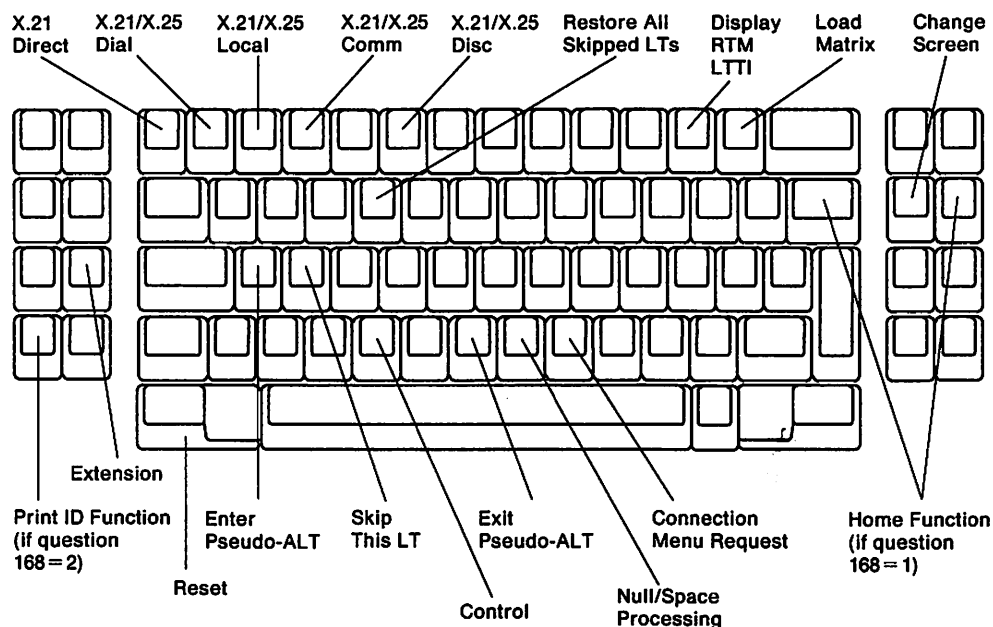 X.21
Direct
X.21/X.25
Dial
X.21/X.25
Local
X.21/X.25
Comm
X.21/X.25
Disc
Restore All
Skipped LTs
Display
RTM
LTTI
Load
Matrix
Change
Screen
Extension
Print ID Function
(if question
168=2)
Reset
Enter
Pseudo-ALT
Skip
This LT
Control
Exit
Pseudo-ALT
Null/Space
Processing
Connection
Menu Request
Home Function
(if question
168=1)